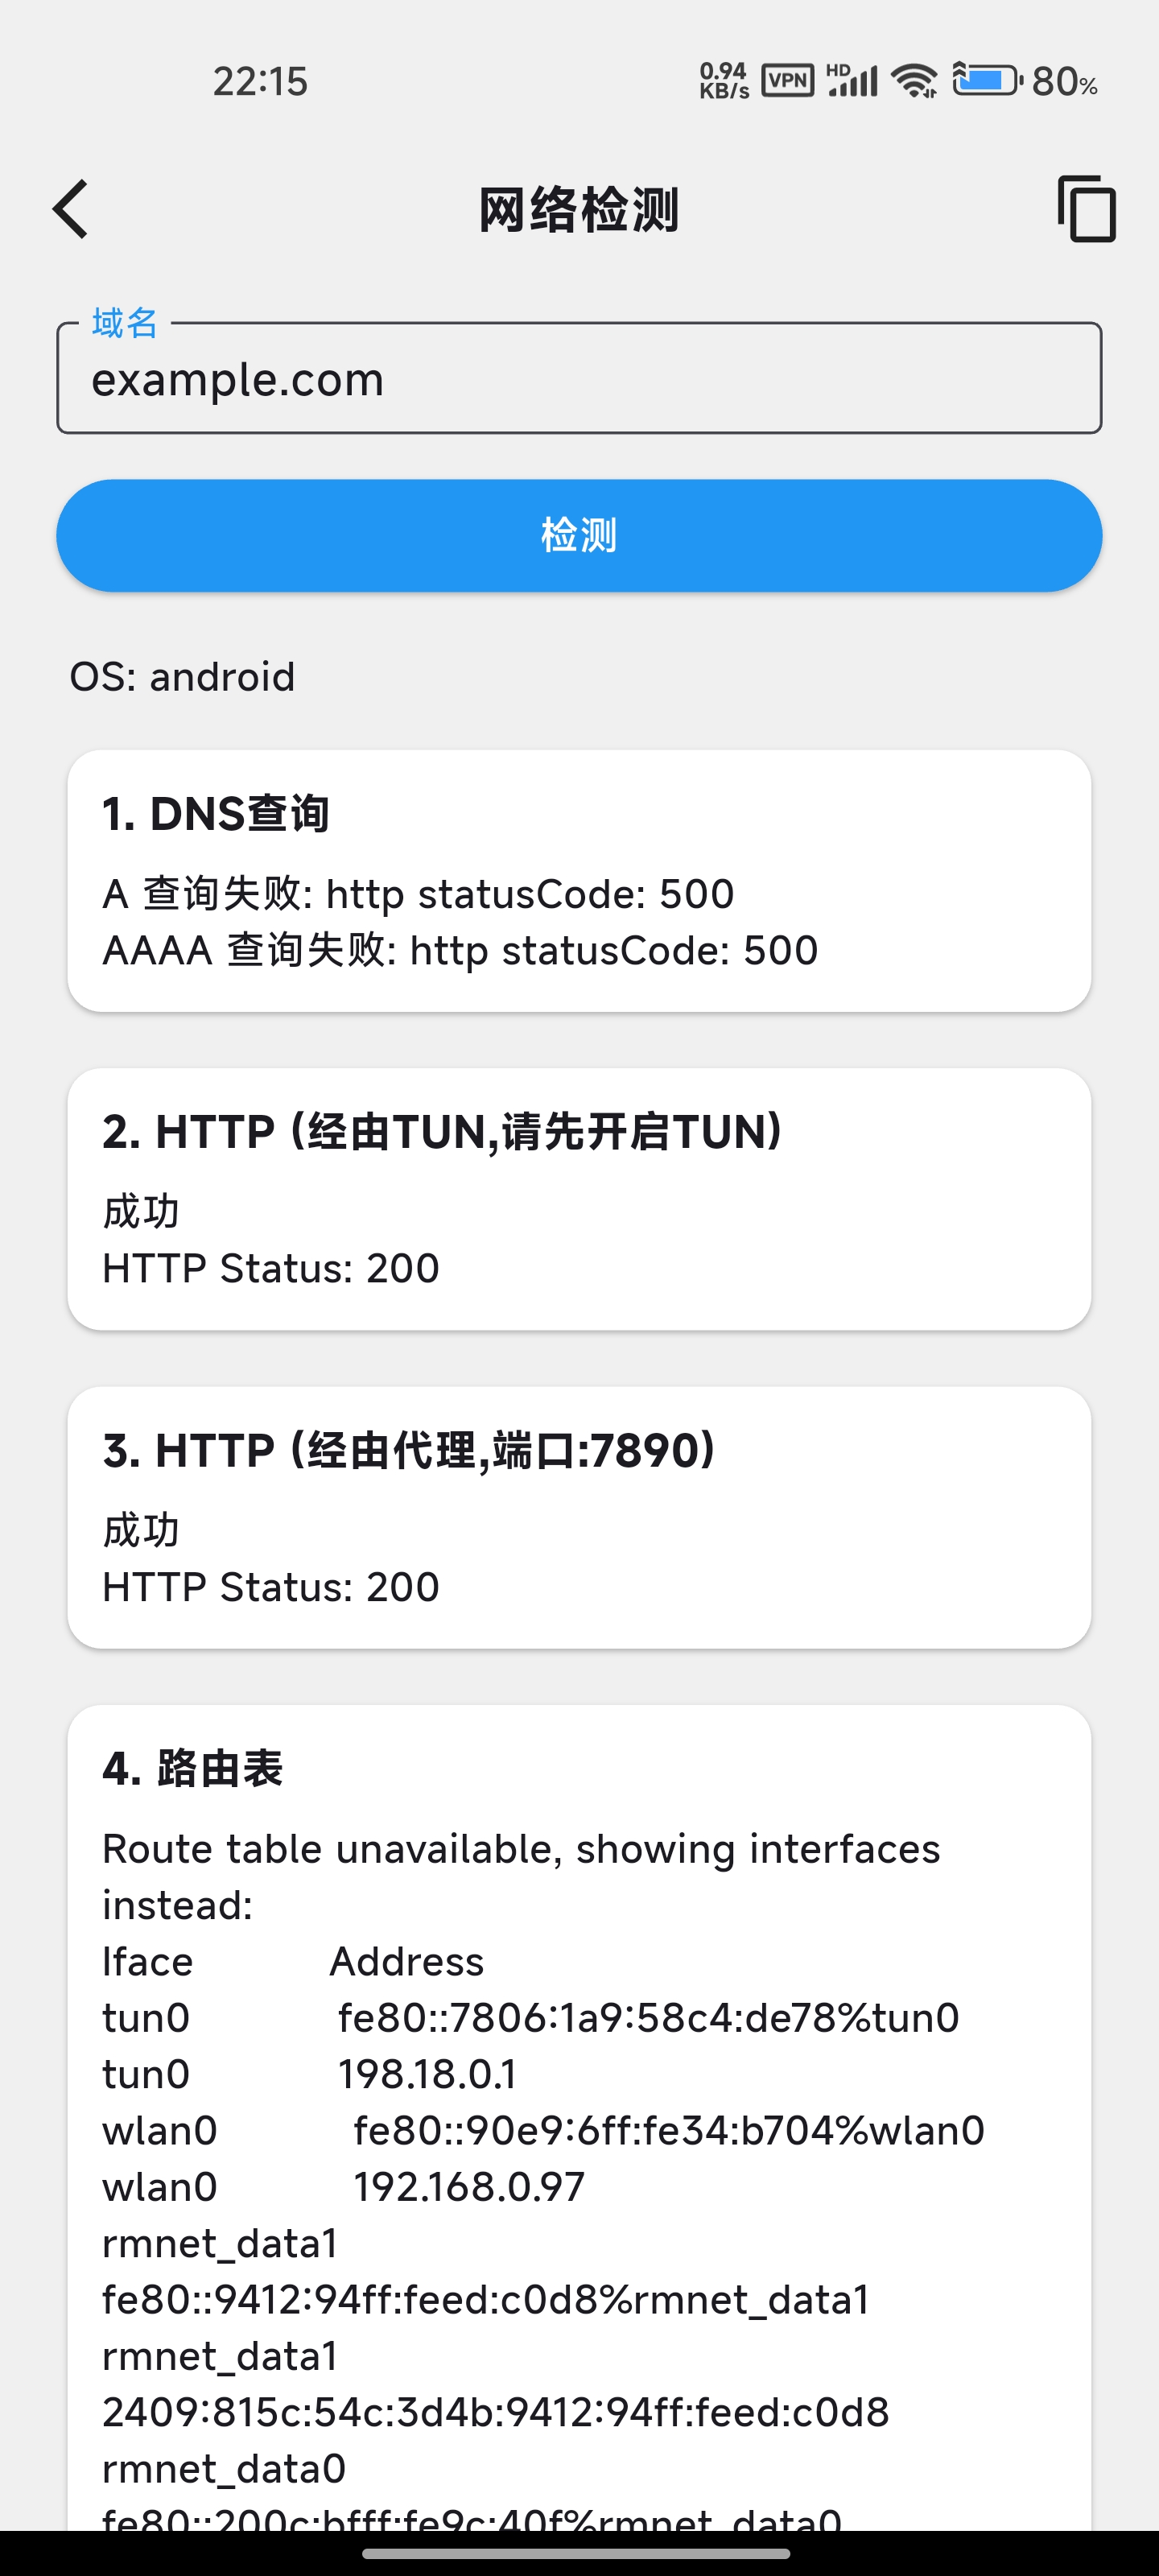 22:15
0.94 KB/s VPN HD 80%
网络检测
域名
example.com
检测
OS: android
1. DNS查询
A 查询失败: http statusCode: 500
AAAA 查询失败: http statusCode: 500
2. HTTP (经由TUN,请先开启TUN)
成功
HTTP Status: 200
3. HTTP (经由代理,端口:7890)
成功
HTTP Status: 200
4. 路由表
Route table unavailable, showing interfaces
instead:
Iface Address
tun0 fe80::7806:1a9:58c4:de78%tun0
tun0 198.18.0.1
wlan0 fe80::90e9:6ff:fe34:b704%wlan0
wlan0 192.168.0.97
rmnet_data1
fe80::9412:94ff:feed:c0d8%rmnet_data1
rmnet_data1
2409:815c:54c:3d4b:9412:94ff:feed:c0d8
rmnet_data0
fe80::200c:bfff:fe9c:40f%rmnet_data0